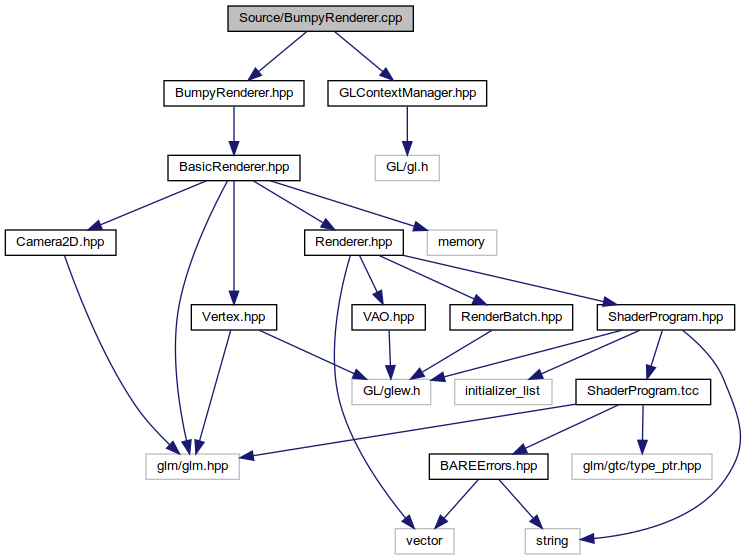 Source/BumpyRenderer.cpp
BumpyRenderer.hpp
GLContextManager.hpp
BasicRenderer.hpp
GL/gl.h
Camera2D.hpp
Renderer.hpp
memory
Vertex.hpp
VAO.hpp
RenderBatch.hpp
ShaderProgram.hpp
GL/glew.h
initializer_list
ShaderProgram.tcc
glm/glm.hpp
BAREErrors.hpp
glm/gtc/type_ptr.hpp
vector
string